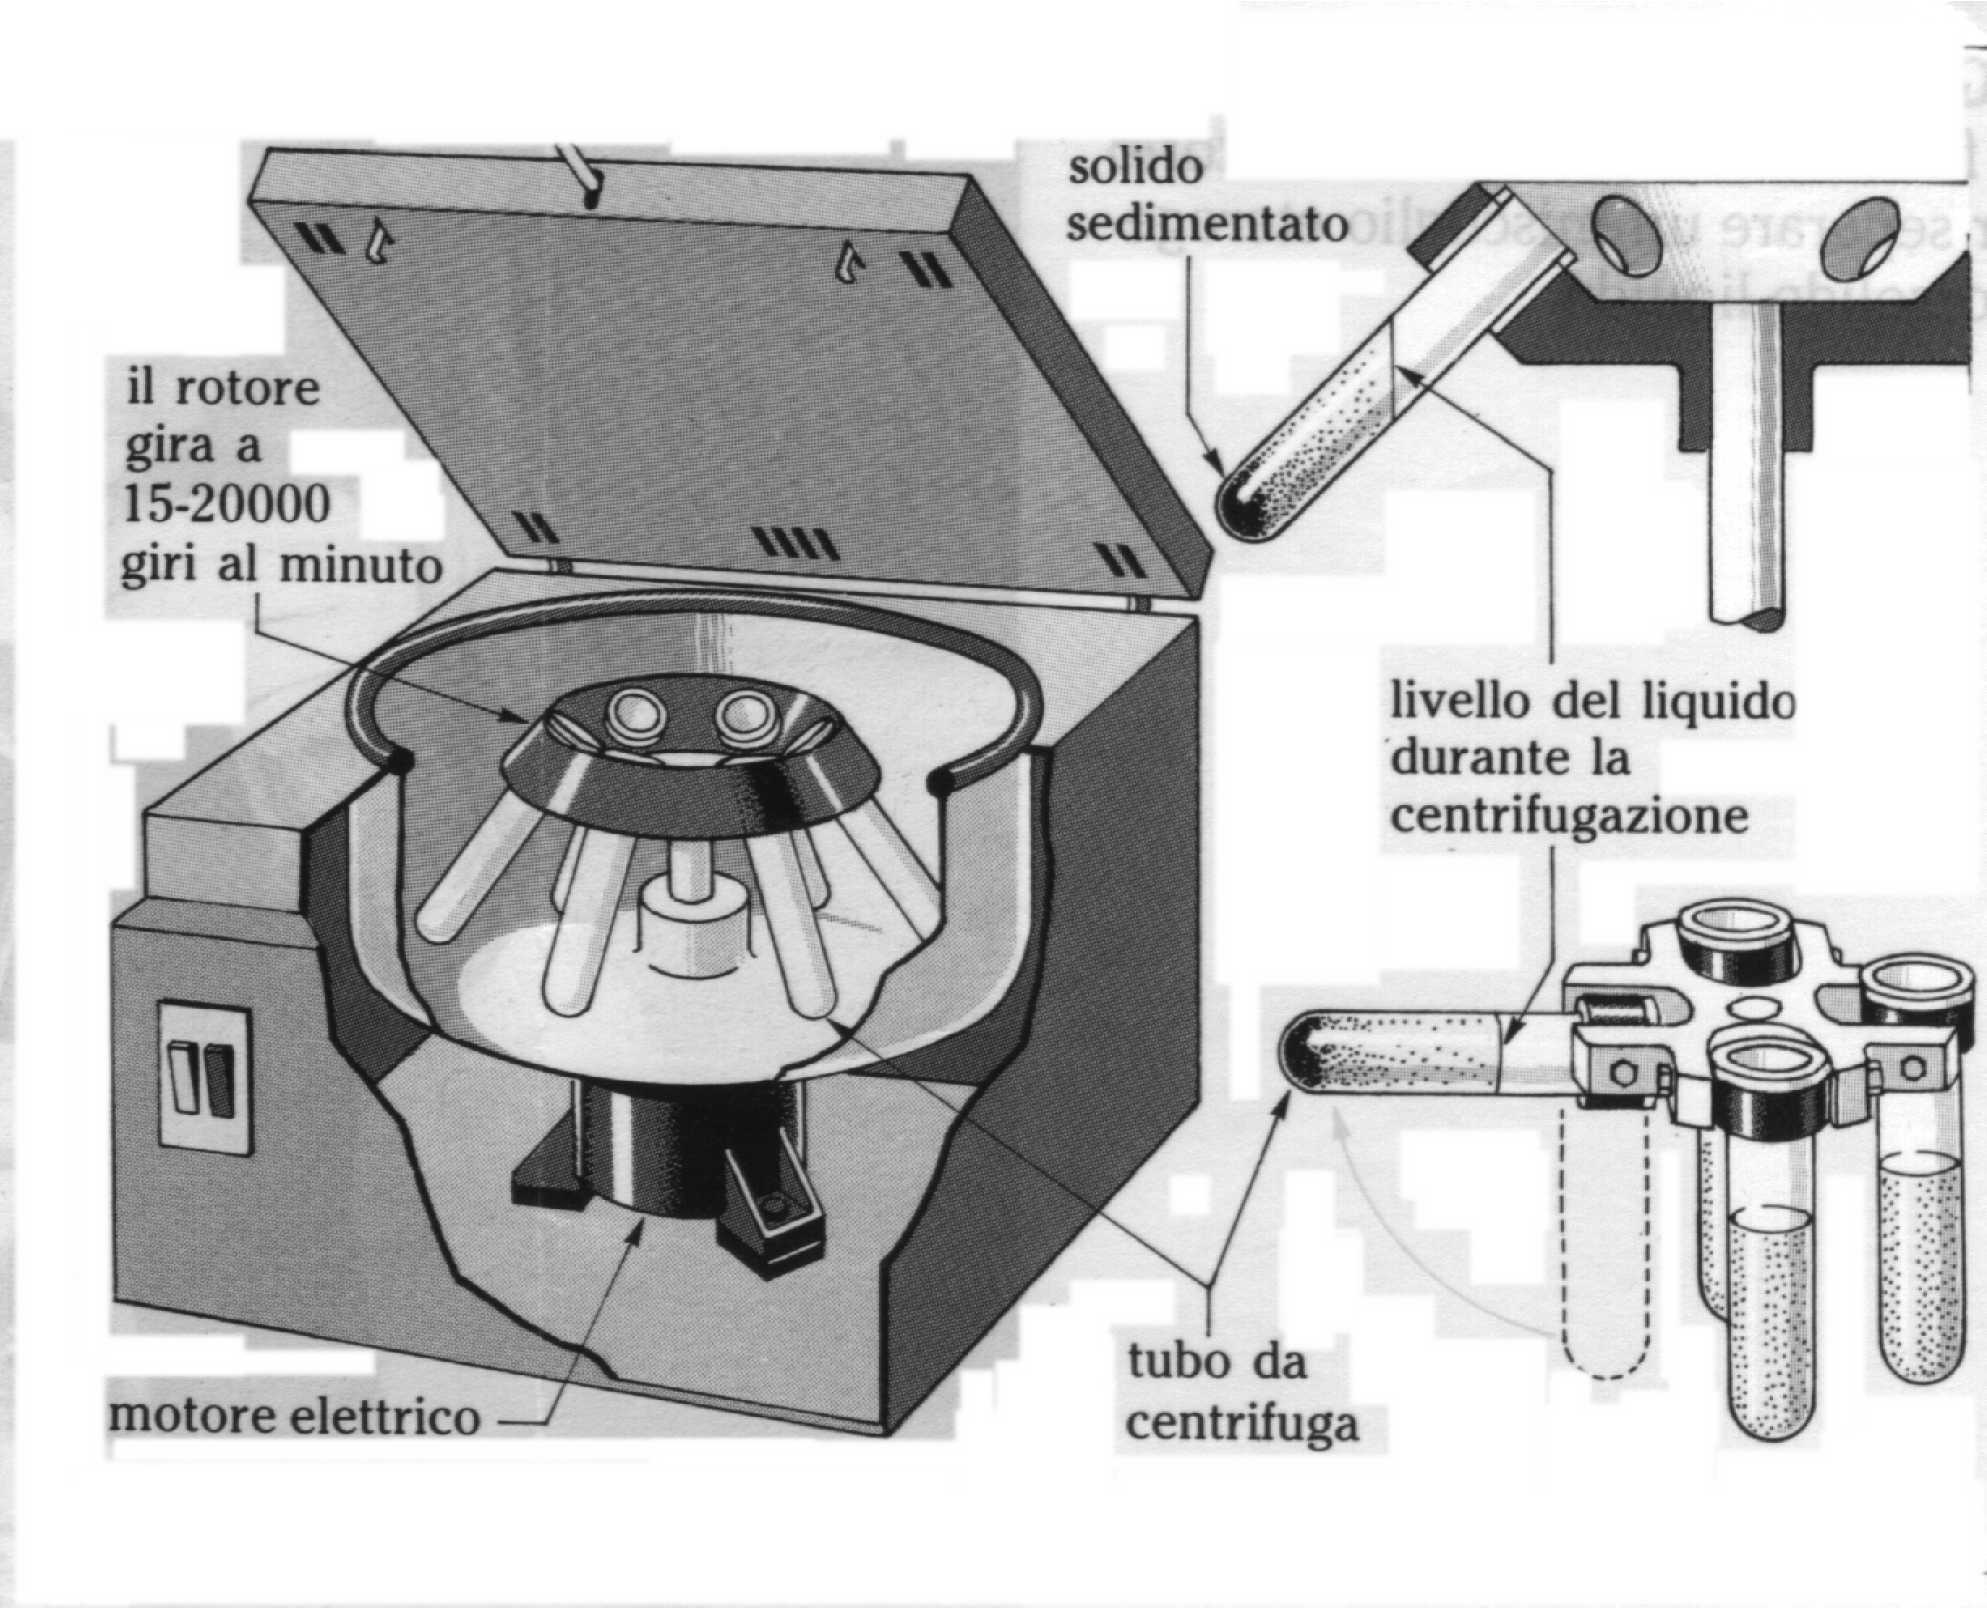 solido
sedimentato
il rotore
gira a
15-20000
giri al minuto
livello del liquido
durante la
centrifugazione
tubo da
centrifuga
motore elettrico